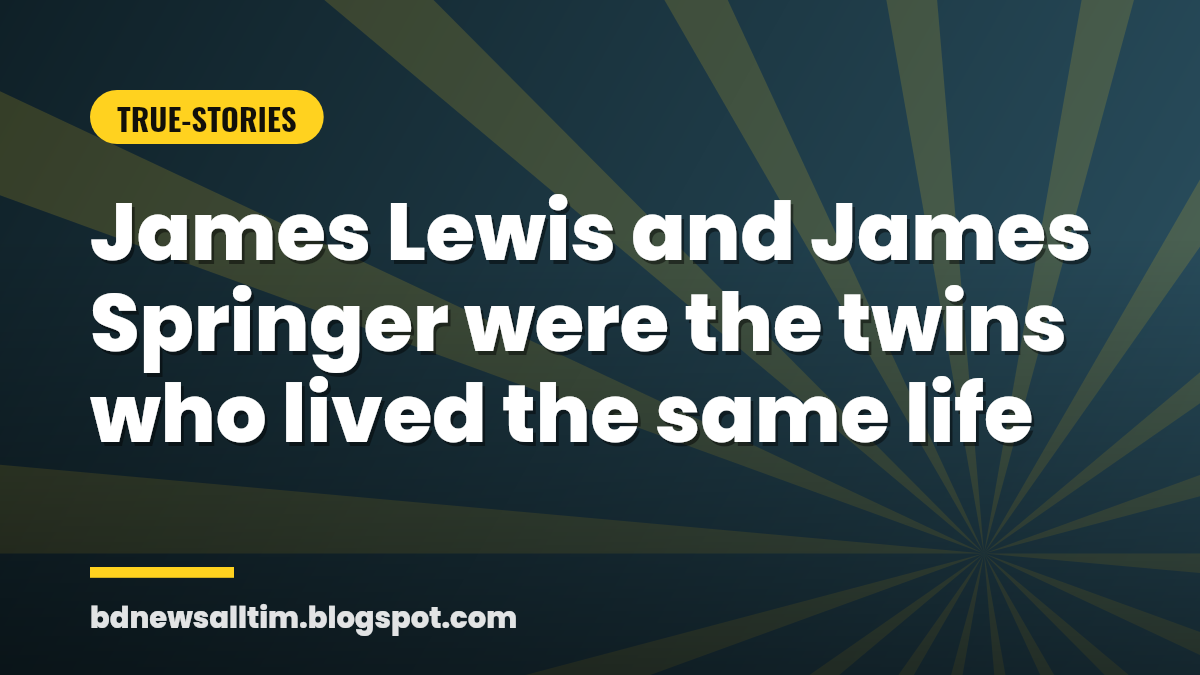 TRUE-STORIES
James Lewis and James
Springer were the twins
who lived the same life
bdnewsalltim.blogspot.com